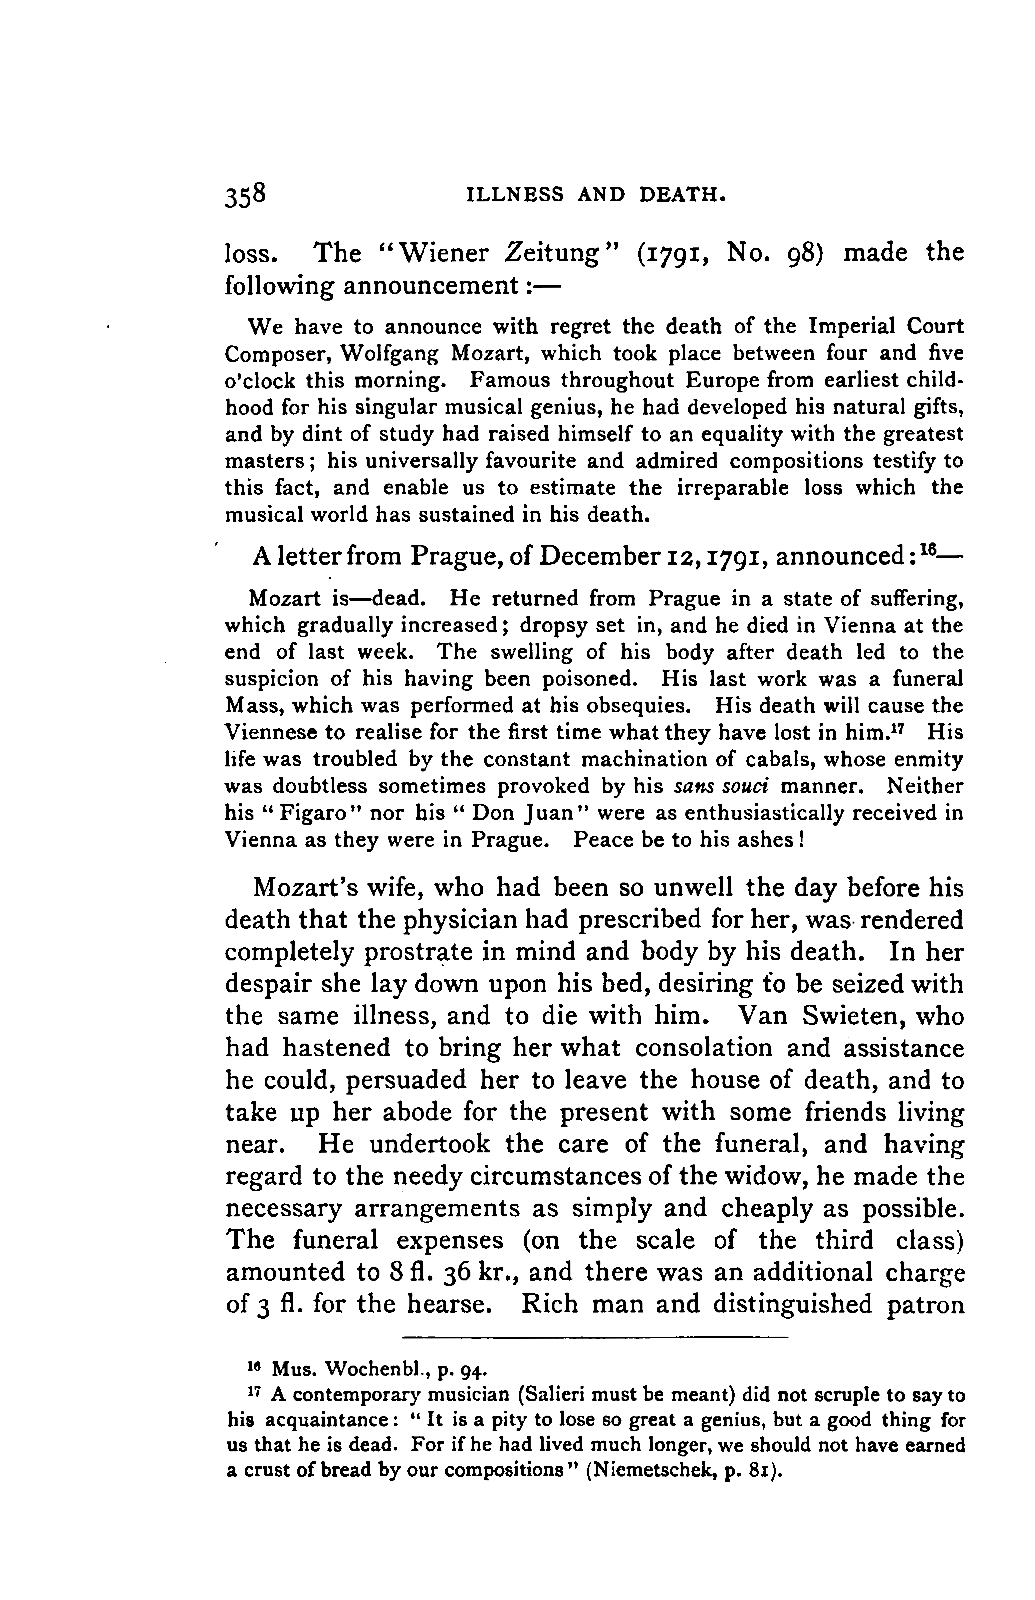 358 ILLNESS AND DEATH.
loss. The “Wiener Zeitung” (1791, No. 98) made the
following announcement :—
We have to announce with regret the death of the Imperial Court
Composer, Wolfgang Mozart, which took place between four and five
o'clock this morning. Famous throughout Europe from earliest child-
hood for his singular musical genius, he had developed his natural gifts,
and by dint of study had raised himself to an equality with the greatest
masters; his universally favourite and admired compositions testify to
this fact, and enable us to estimate the irreparable loss which the
musical world has sustained in his death.
A letter from Prague, of December 12, 1791, announced:¹⁶—
Mozart is—dead. He returned from Prague in a state of suffering,
which gradually increased; dropsy set in, and he died in Vienna at the
end of last week. The swelling of his body after death led to the
suspicion of his having been poisoned. His last work was a funeral
Mass, which was performed at his obsequies. His death will cause the
Viennese to realise for the first time what they have lost in him.¹⁷ His
life was troubled by the constant machination of cabals, whose enmity
was doubtless sometimes provoked by his sans souci manner. Neither
his “Figaro” nor his “Don Juan” were as enthusiastically received in
Vienna as they were in Prague. Peace be to his ashes!
Mozart's wife, who had been so unwell the day before his
death that the physician had prescribed for her, was rendered
completely prostrate in mind and body by his death. In her
despair she lay down upon his bed, desiring to be seized with
the same illness, and to die with him. Van Swieten, who
had hastened to bring her what consolation and assistance
he could, persuaded her to leave the house of death, and to
take up her abode for the present with some friends living
near. He undertook the care of the funeral, and having
regard to the needy circumstances of the widow, he made the
necessary arrangements as simply and cheaply as possible.
The funeral expenses (on the scale of the third class)
amounted to 8 fl. 36 kr., and there was an additional charge
of 3 fl. for the hearse. Rich man and distinguished patron
¹⁶ Mus. Wochenbl., p. 94.
¹⁷ A contemporary musician (Salieri must be meant) did not scruple to say to
his acquaintance: “It is a pity to lose so great a genius, but a good thing for
us that he is dead. For if he had lived much longer, we should not have earned
a crust of bread by our compositions” (Niemetschek, p. 81).